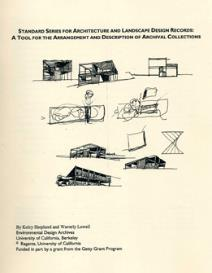 STANDARD SERIES FOR ARCHITECTURE AND LANDSCAPE DESIGN RECORDS:
A TOOL FOR THE ARRANGEMENT AND DESCRIPTION OF ARCHIVAL COLLECTIONS
By Kelcy Shepherd and Waverly Lowell
Environmental Design Archives
University of California, Berkeley
© Regents, University of California
Funded in part by a grant from the Getty Grant Program